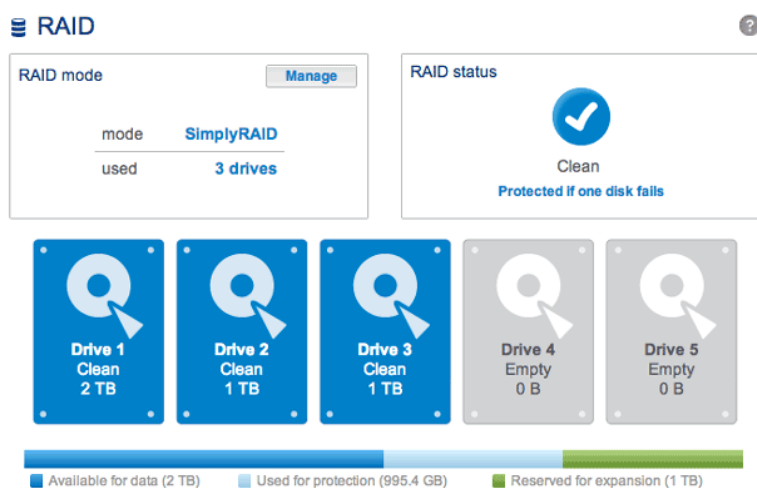 RAID
?
RAID mode
Manage
mode SimplyRAID
used 3 drives
RAID status
Clean
Protected if one disk fails
Drive 1
Clean
2 TB
Drive 2
Clean
1 TB
Drive 3
Clean
1 TB
Drive 4
Empty
0 B
Drive 5
Empty
0 B
Available for data (2 TB) Used for protection (995.4 GB) Reserved for expansion (1 TB)